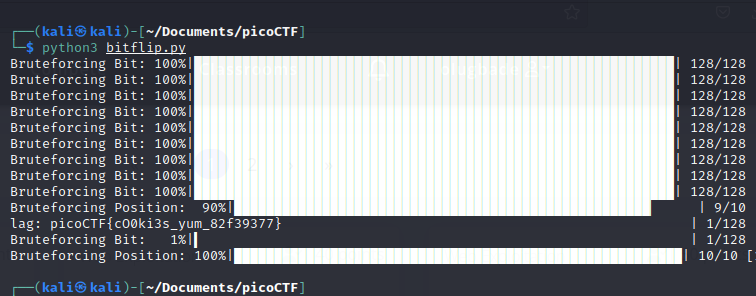 ┌──(kali㉿kali)-[~/Documents/picoCTF]
└─$ python3 bitflip.py
Bruteforcing Bit: 100%| | 128/128
Bruteforcing Bit: 100%| | 128/128
Bruteforcing Bit: 100%| | 128/128
Bruteforcing Bit: 100%| | 128/128
Bruteforcing Bit: 100%| | 128/128
Bruteforcing Bit: 100%| | 128/128
Bruteforcing Bit: 100%| | 128/128
Bruteforcing Bit: 100%| | 128/128
Bruteforcing Bit: 100%| | 128/128
Bruteforcing Position: 90%| | 9/10
lag: picoCTF{cO0ki3s_yum_82f39377} | 1/128
Bruteforcing Bit: 1%| | 1/128
Bruteforcing Position: 100%| | 10/10 [
┌──(kali㉿kali)-[~/Documents/picoCTF]